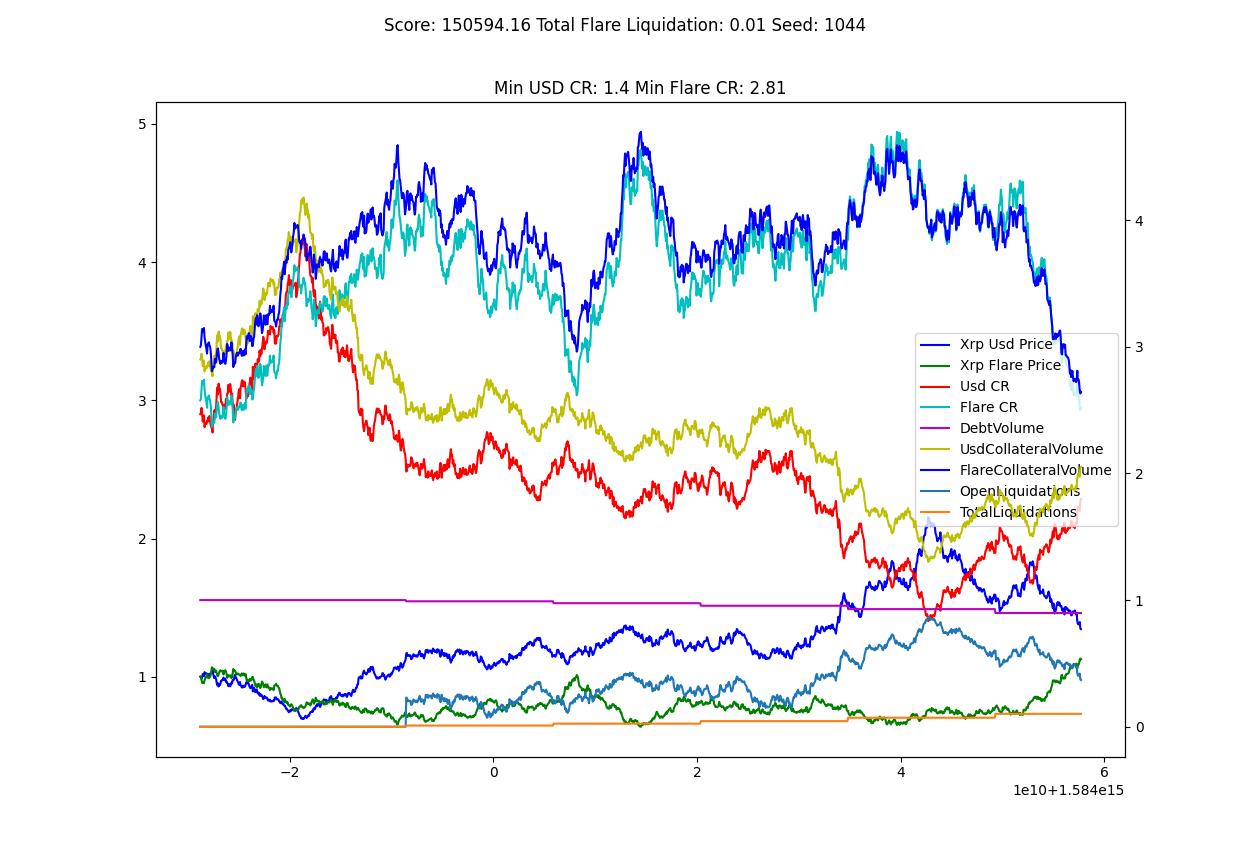 Score: 150594.16 Total Flare Liquidation: 0.01 Seed: 1044
Min USD CR: 1.4 Min Flare CR: 2.81
5
4
3
2
1
4
3
2
1
0
Xrp Usd Price
Xrp Flare Price
Usd CR
Flare CR
DebtVolume
UsdCollateralVolume
FlareCollateralVolume
OpenLiquidations
TotalLiquidations
−2
0
2
4
6
1e10+1.584e15